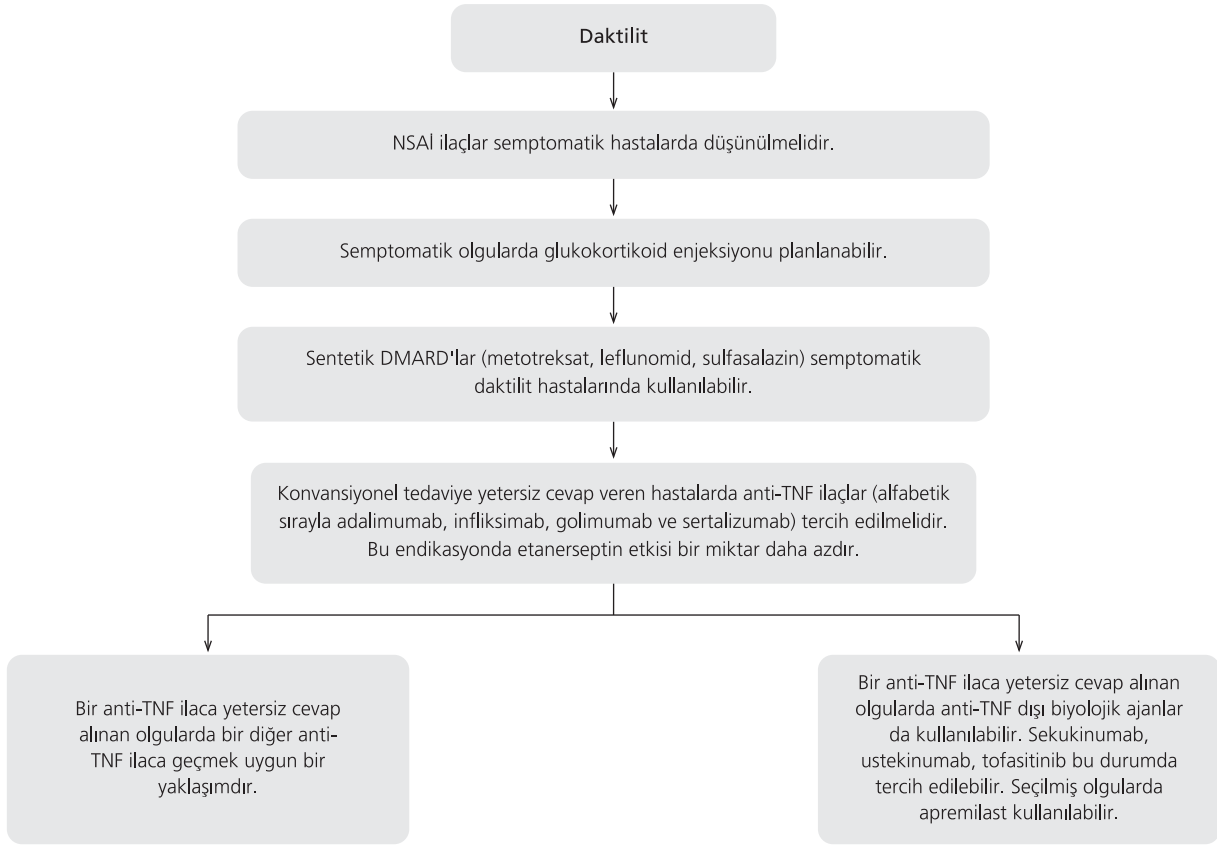 Daktilit
NSAİ ilaçlar semptomatik hastalarda düşünülmelidir.
Semptomatik olgularda glukokortikoid enjeksiyonu planlanabilir.
Sentetik DMARD'lar (metotreksat, leflunomid, sulfasalazin) semptomatik
daktilit hastalarında kullanılabilir.
Konvansiyonel tedaviye yetersiz cevap veren hastalarda anti-TNF ilaçlar (alfabetik
sırayla adalimumab, infliksimab, golimumab ve sertalizumab) tercih edilmelidir.
Bu endikasyonda etanerseptin etkisi bir miktar daha azdır.
Bir anti-TNF ilaca yetersiz cevap
alınan olgularda bir diğer anti-
TNF ilaca geçmek uygun bir
yaklaşımdır.
Bir anti-TNF ilaca yetersiz cevap alınan
olgularda anti-TNF dışı biyolojik ajanlar
da kullanılabilir. Sekukinumab,
ustekinumab, tofasitinib bu durumda
tercih edilebilir. Seçilmiş olgularda
apremilast kullanılabilir.